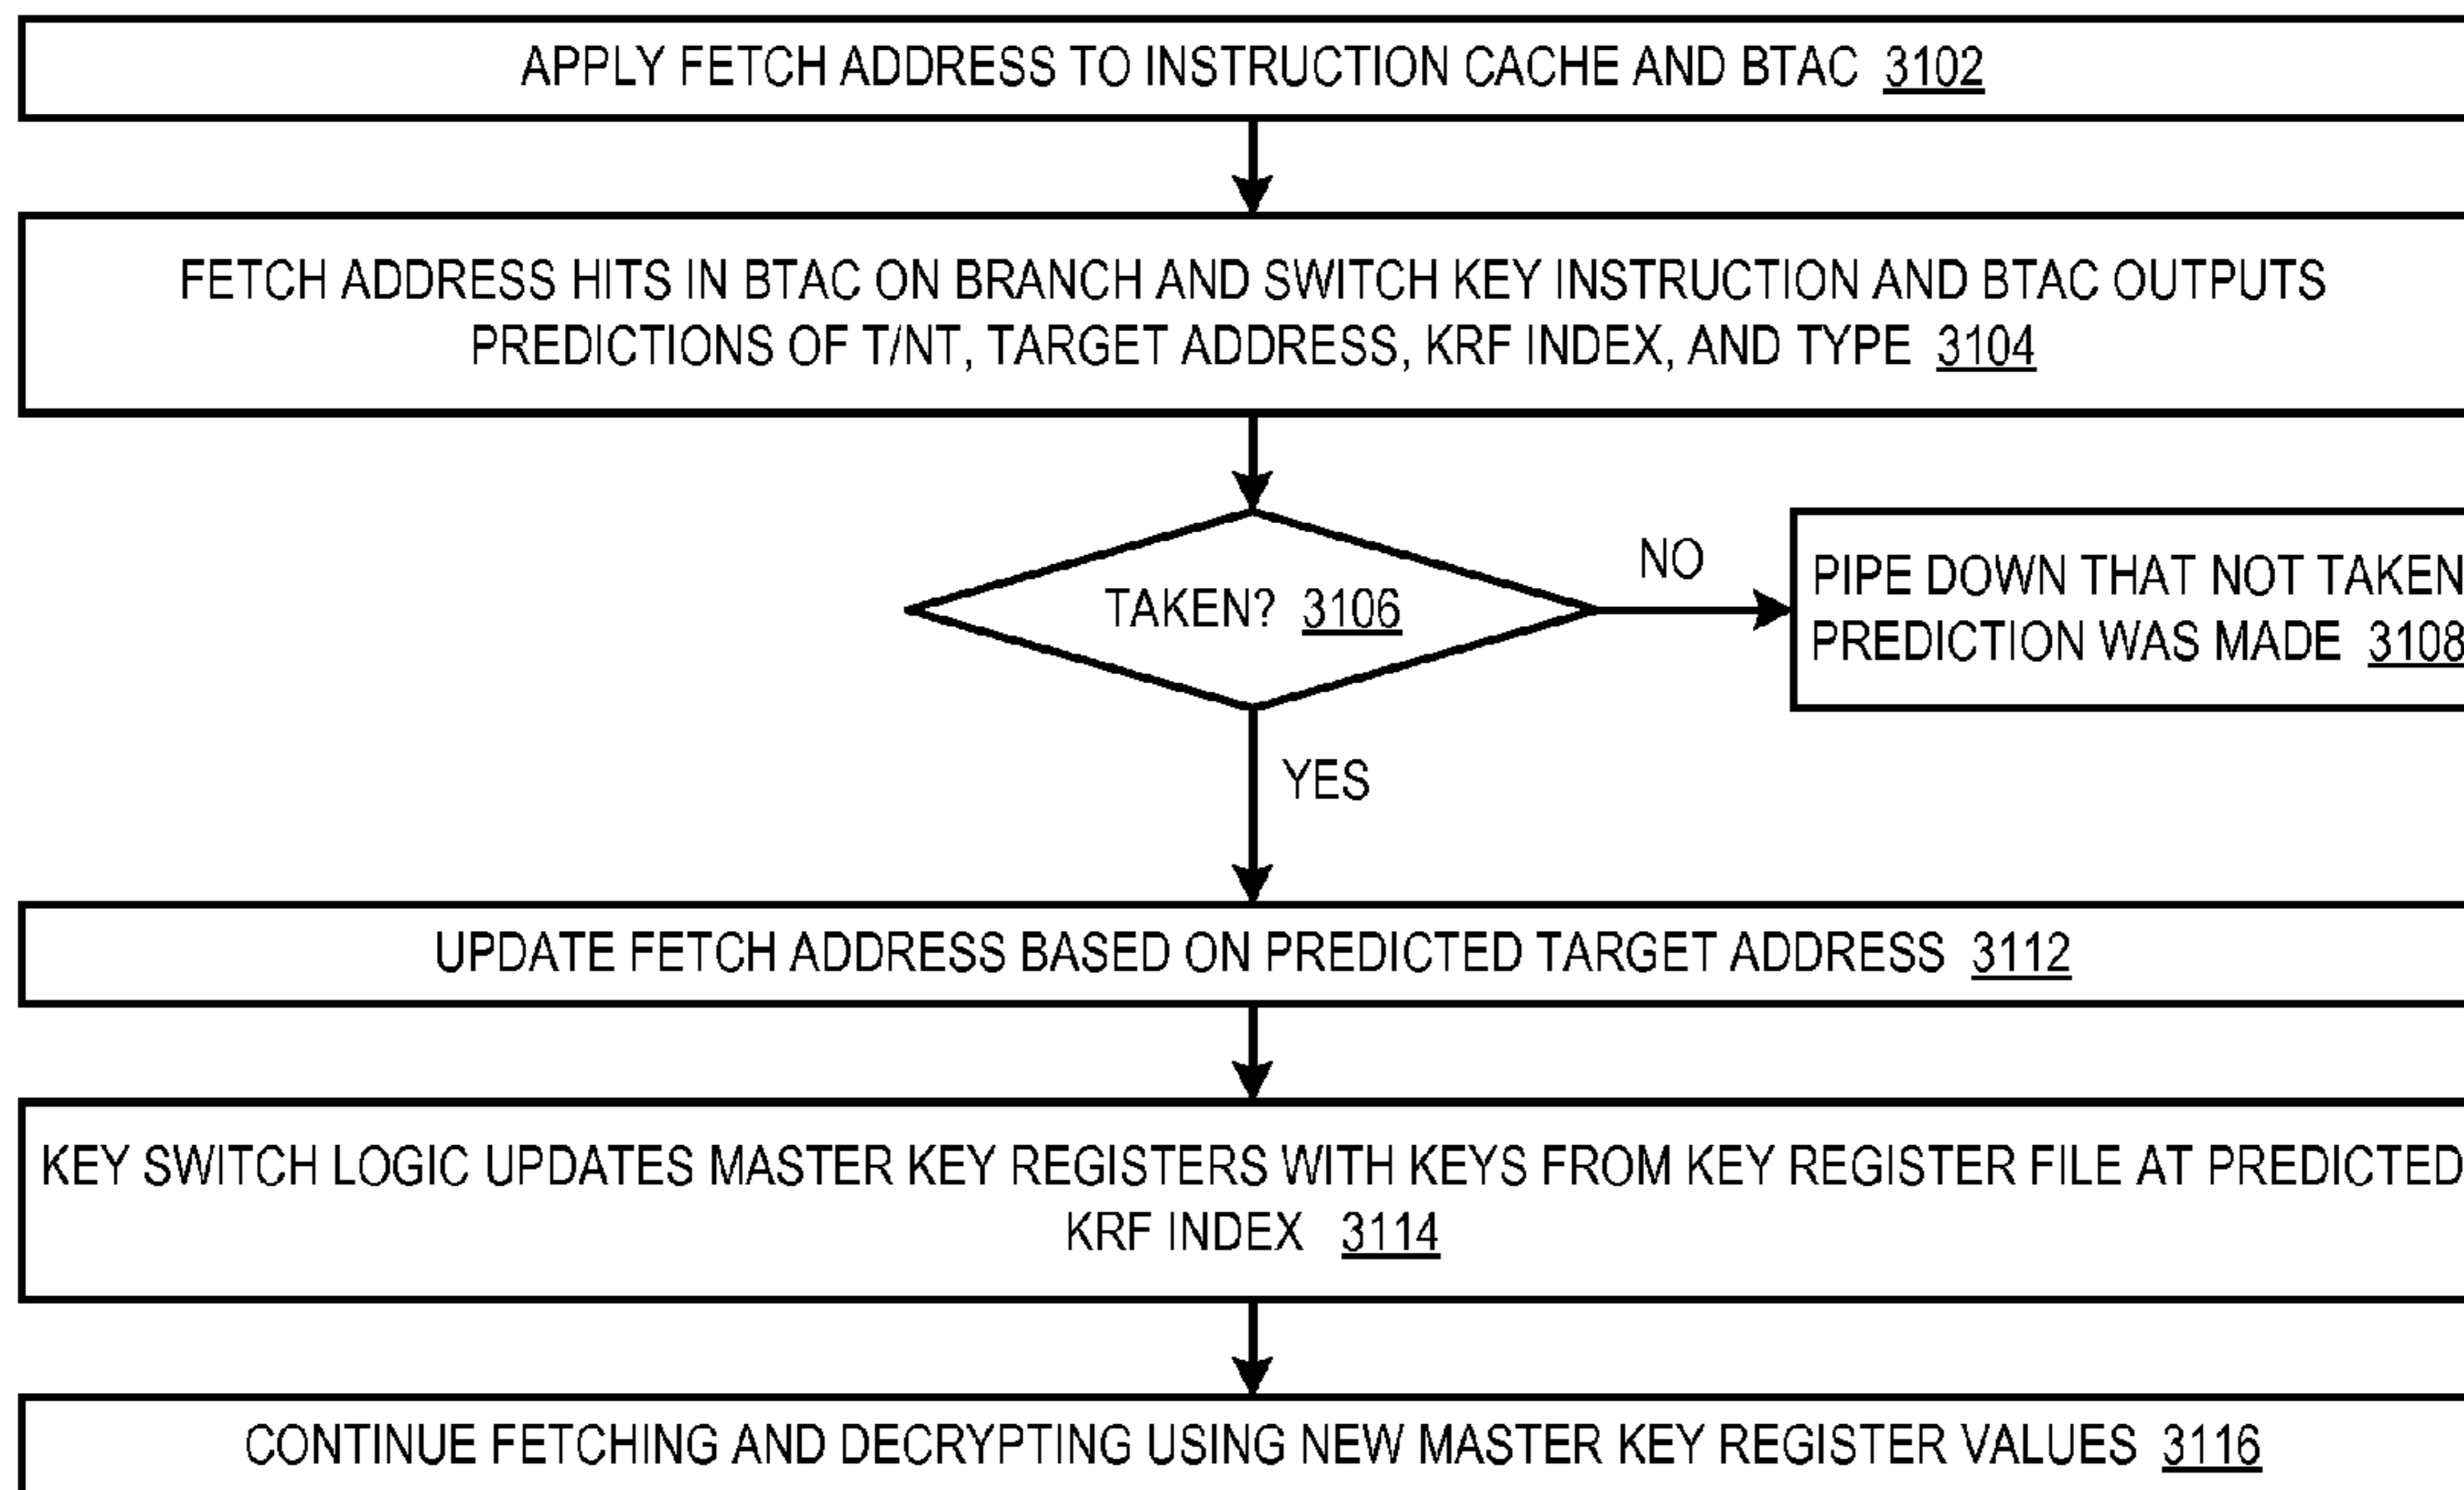 APPLY FETCH ADDRESS TO INSTRUCTION CACHE AND BTAC 3102
FETCH ADDRESS HITS IN BTAC ON BRANCH AND SWITCH KEY INSTRUCTION AND BTAC OUTPUTS
PREDICTIONS OF T/NT, TARGET ADDRESS, KRF INDEX, AND TYPE 3104
TAKEN? 3106
NO
PIPE DOWN THAT NOT TAKEN
PREDICTION WAS MADE 3108
YES
UPDATE FETCH ADDRESS BASED ON PREDICTED TARGET ADDRESS 3112
KEY SWITCH LOGIC UPDATES MASTER KEY REGISTERS WITH KEYS FROM KEY REGISTER FILE AT PREDICTED
KRF INDEX 3114
CONTINUE FETCHING AND DECRYPTING USING NEW MASTER KEY REGISTER VALUES 3116